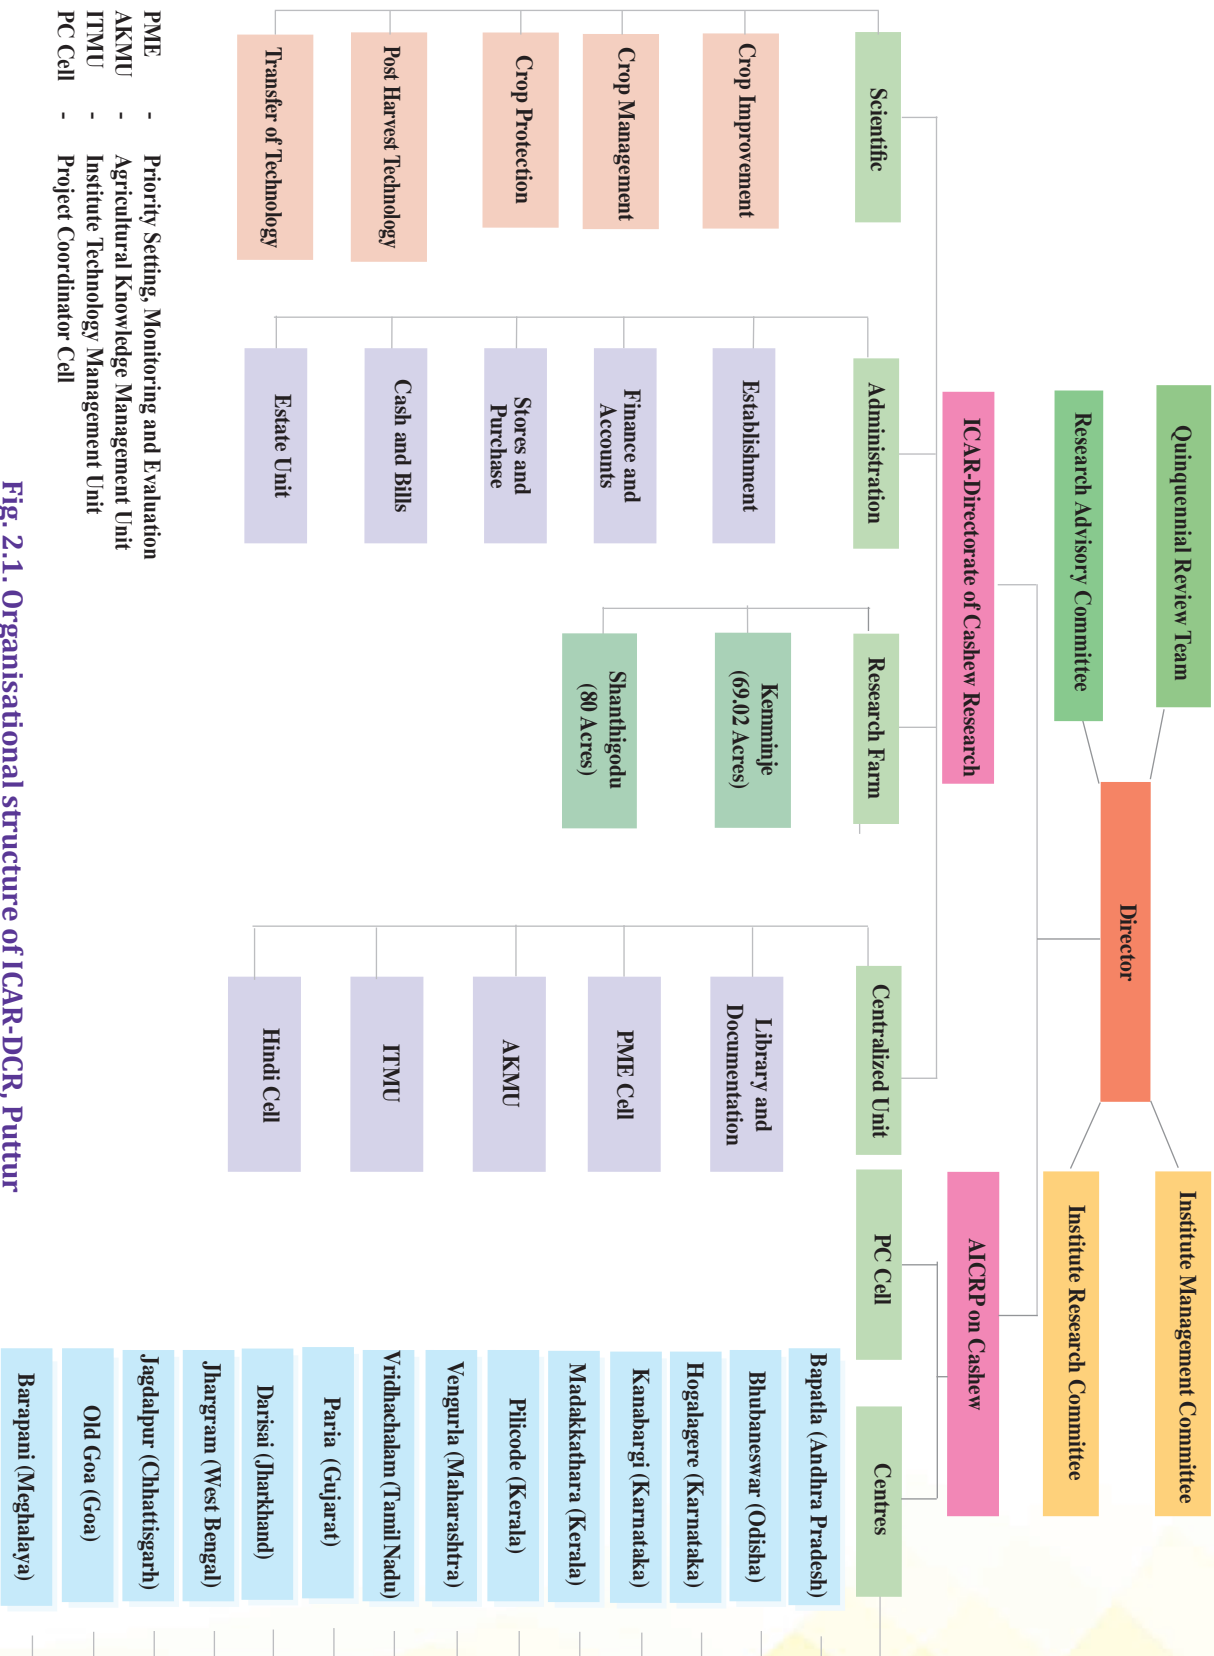 Quinquennial Review Team
Institute Management Committee
Director
Research Advisory Committee
Institute Research Committee
ICAR-Directorate of Cashew Research
AICRP on Cashew
Scientific
Administration
Research Farm
Centralized Unit
PC Cell
Centres
Crop Improvement
Crop Management
Crop Protection
Post Harvest Technology
Transfer of Technology
Establishment
Finance and
Accounts
Stores and
Purchase
Cash and Bills
Estate Unit
Kemminje
(69.02 Acres)
Shanthigodu
(80 Acres)
Library and
Documentation
PME Cell
AKMU
ITMU
Hindi Cell
Bapatla (Andhra Pradesh)
Bhubaneswar (Odisha)
Hogalagere (Karnataka)
Kanabargi (Karnataka)
Madakkathara (Kerala)
Pilicode (Kerala)
Vengurla (Maharashtra)
Vridhachalam (Tamil Nadu)
Paria (Gujarat)
Darisai (Jharkhand)
Jhargram (West Bengal)
Jagdalpur (Chhattisgarh)
Old Goa (Goa)
Barapani (Meghalaya)
PME - Priority Setting, Monitoring and Evaluation
AKMU - Agricultural Knowledge Management Unit
ITMU - Institute Technology Management Unit
PC Cell - Project Coordinator Cell
Fig. 2.1. Organisational structure of ICAR-DCR, Puttur